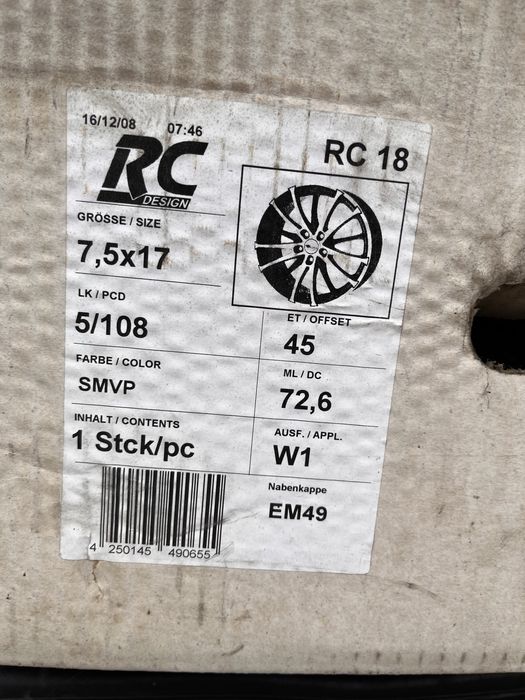 16/12/08 07:46
RC
DESIGN
RC 18
GRÖSSE / SIZE
7,5x17
LK / PCD
5/108
ET / OFFSET
45
FARBE / COLOR
SMVP
ML / DC
72,6
INHALT / CONTENTS
1 Stck/pc
AUSF. / APPL.
W1
Nabenkappe
EM49
4 250145 490655